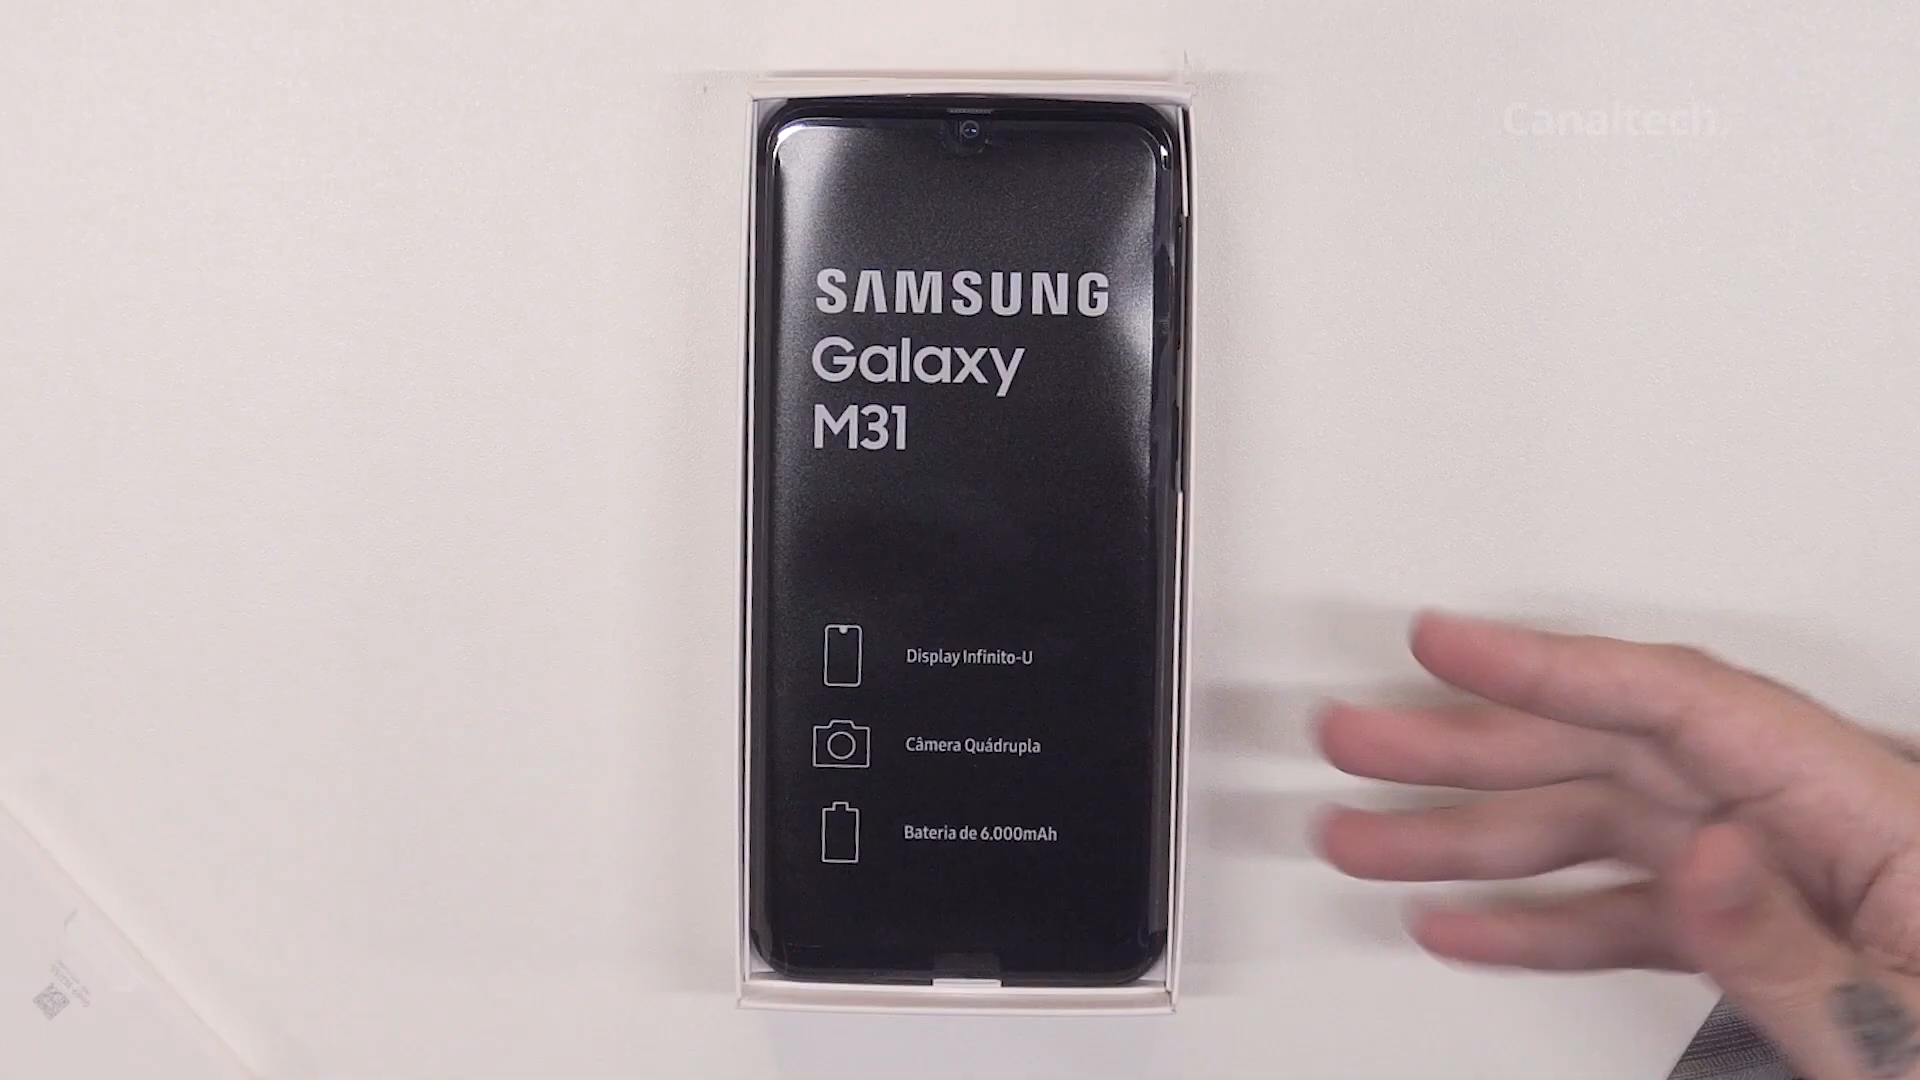 Canaltech
SAMSUNG
Galaxy
M31
Display Infinito-U
Câmera Quádrupla
Bateria de 6.000mAh